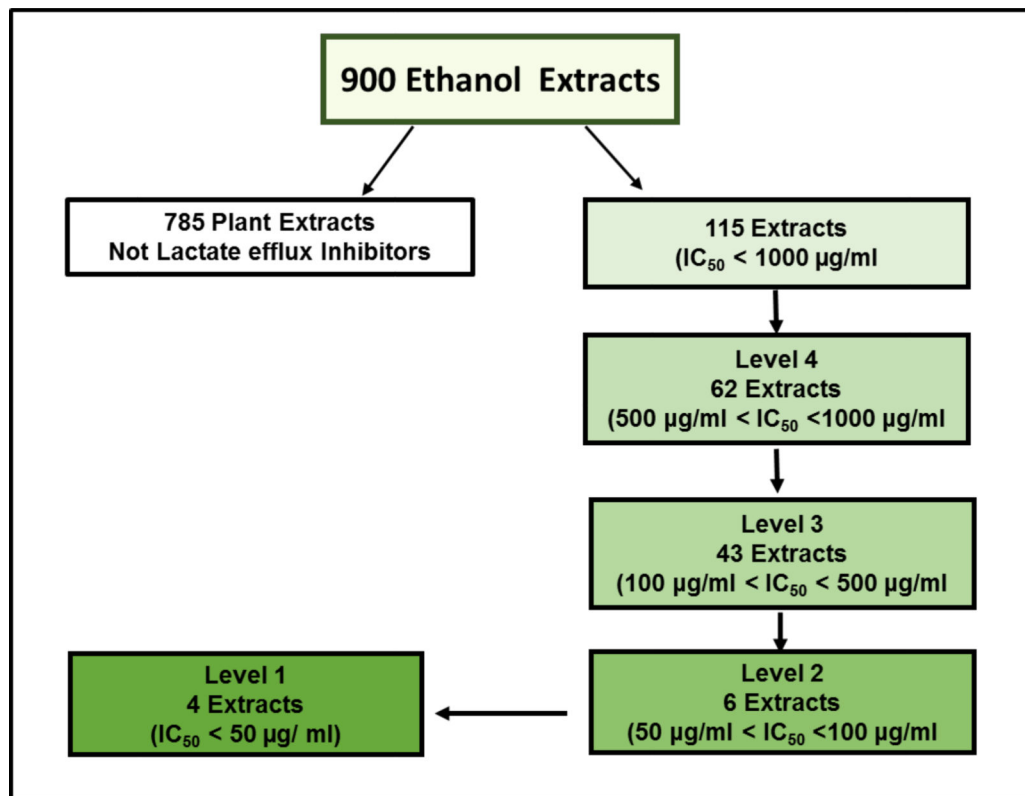 900 Ethanol Extracts
785 Plant Extracts
Not Lactate efflux Inhibitors
115 Extracts
(IC₅₀ < 1000 µg/ml
Level 4
62 Extracts
(500 µg/ml < IC₅₀ <1000 µg/ml
Level 3
43 Extracts
(100 µg/ml < IC₅₀ < 500 µg/ml
Level 2
6 Extracts
(50 µg/ml < IC₅₀ <100 µg/ml
Level 1
4 Extracts
(IC₅₀ < 50 µg/ ml)